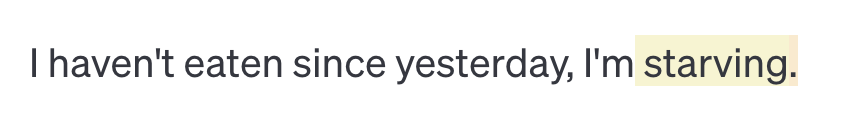 I haven't eaten since yesterday, I'm starving.